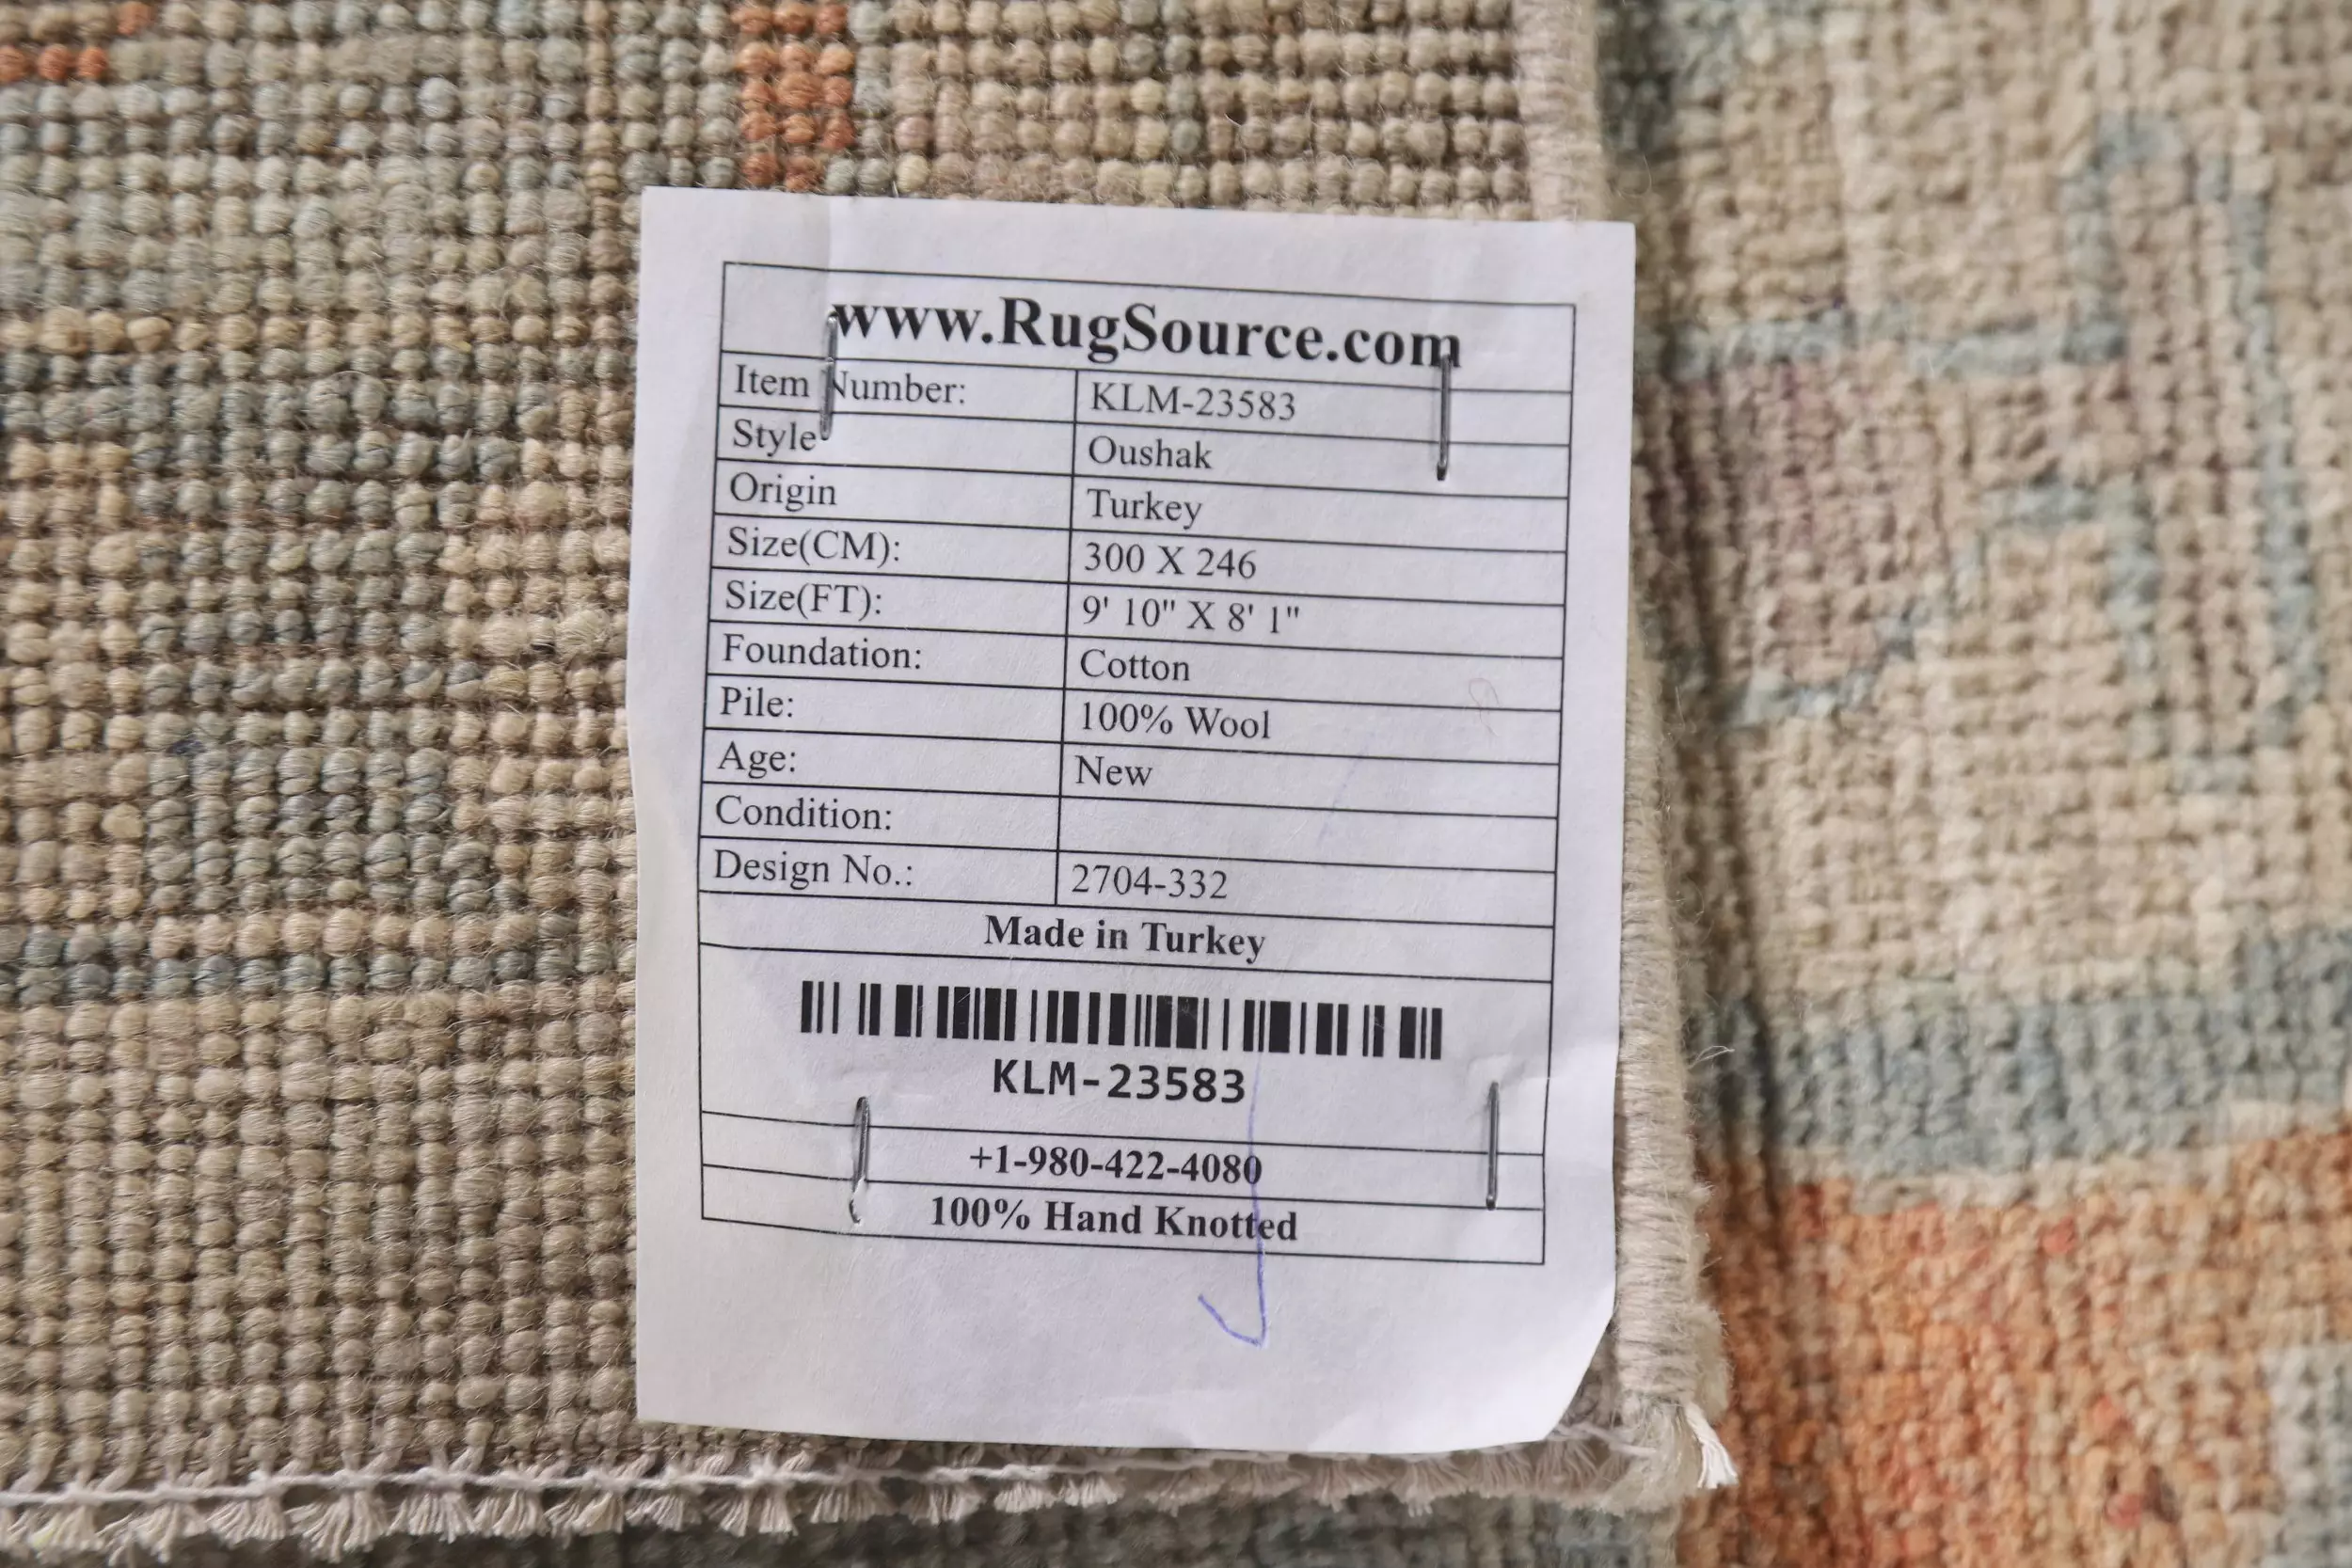 www.RugSource.com
Item Number: KLM-23583
Style Oushak
Origin Turkey
Size(CM): 300 X 246
Size(FT): 9' 10" X 8' 1"
Foundation: Cotton
Pile: 100% Wool
Age: New
Condition:
Design No.: 2704-332
Made in Turkey
KLM-23583
+1-980-422-4080
100% Hand Knotted